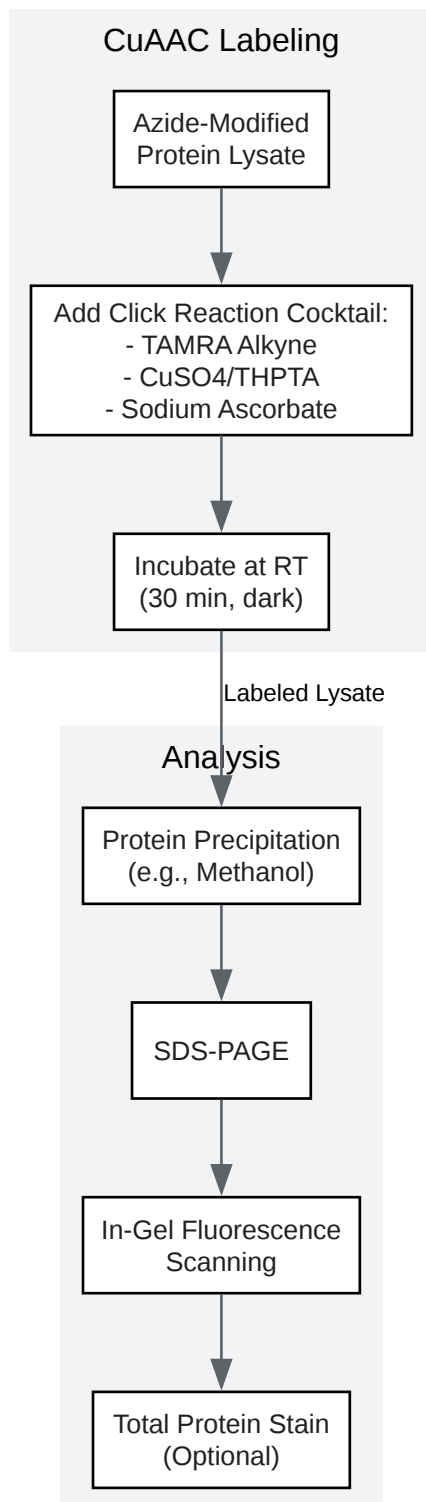 CuAAC Labeling
Azide-Modified
Protein Lysate
Add Click Reaction Cocktail:
- TAMRA Alkyne
- CuSO4/THPTA
- Sodium Ascorbate
Incubate at RT
(30 min, dark)
Labeled Lysate
Analysis
Protein Precipitation
(e.g., Methanol)
SDS-PAGE
In-Gel Fluorescence
Scanning
Total Protein Stain
(Optional)